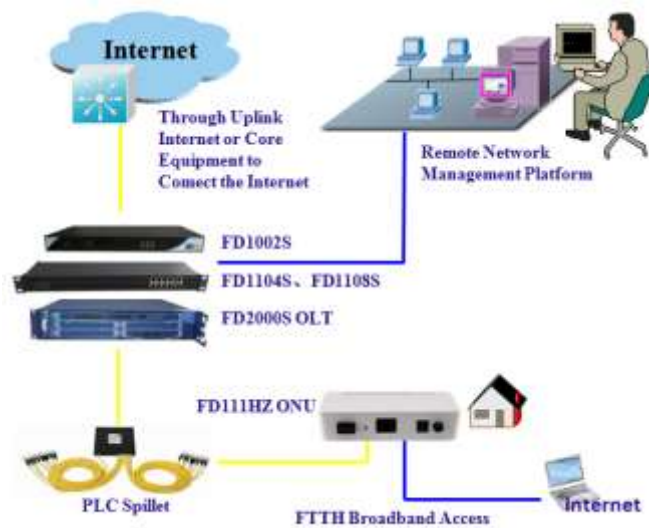 Internet
Through Uplink
Internet or Core
Equipment to
Connect the Internet
Remote Network
Management Platform
FD1002S
FD1104S、FD1108S
FD2000S OLT
FD111HZ ONU
PLC Spillet
FTTH Broadband Access
Internet